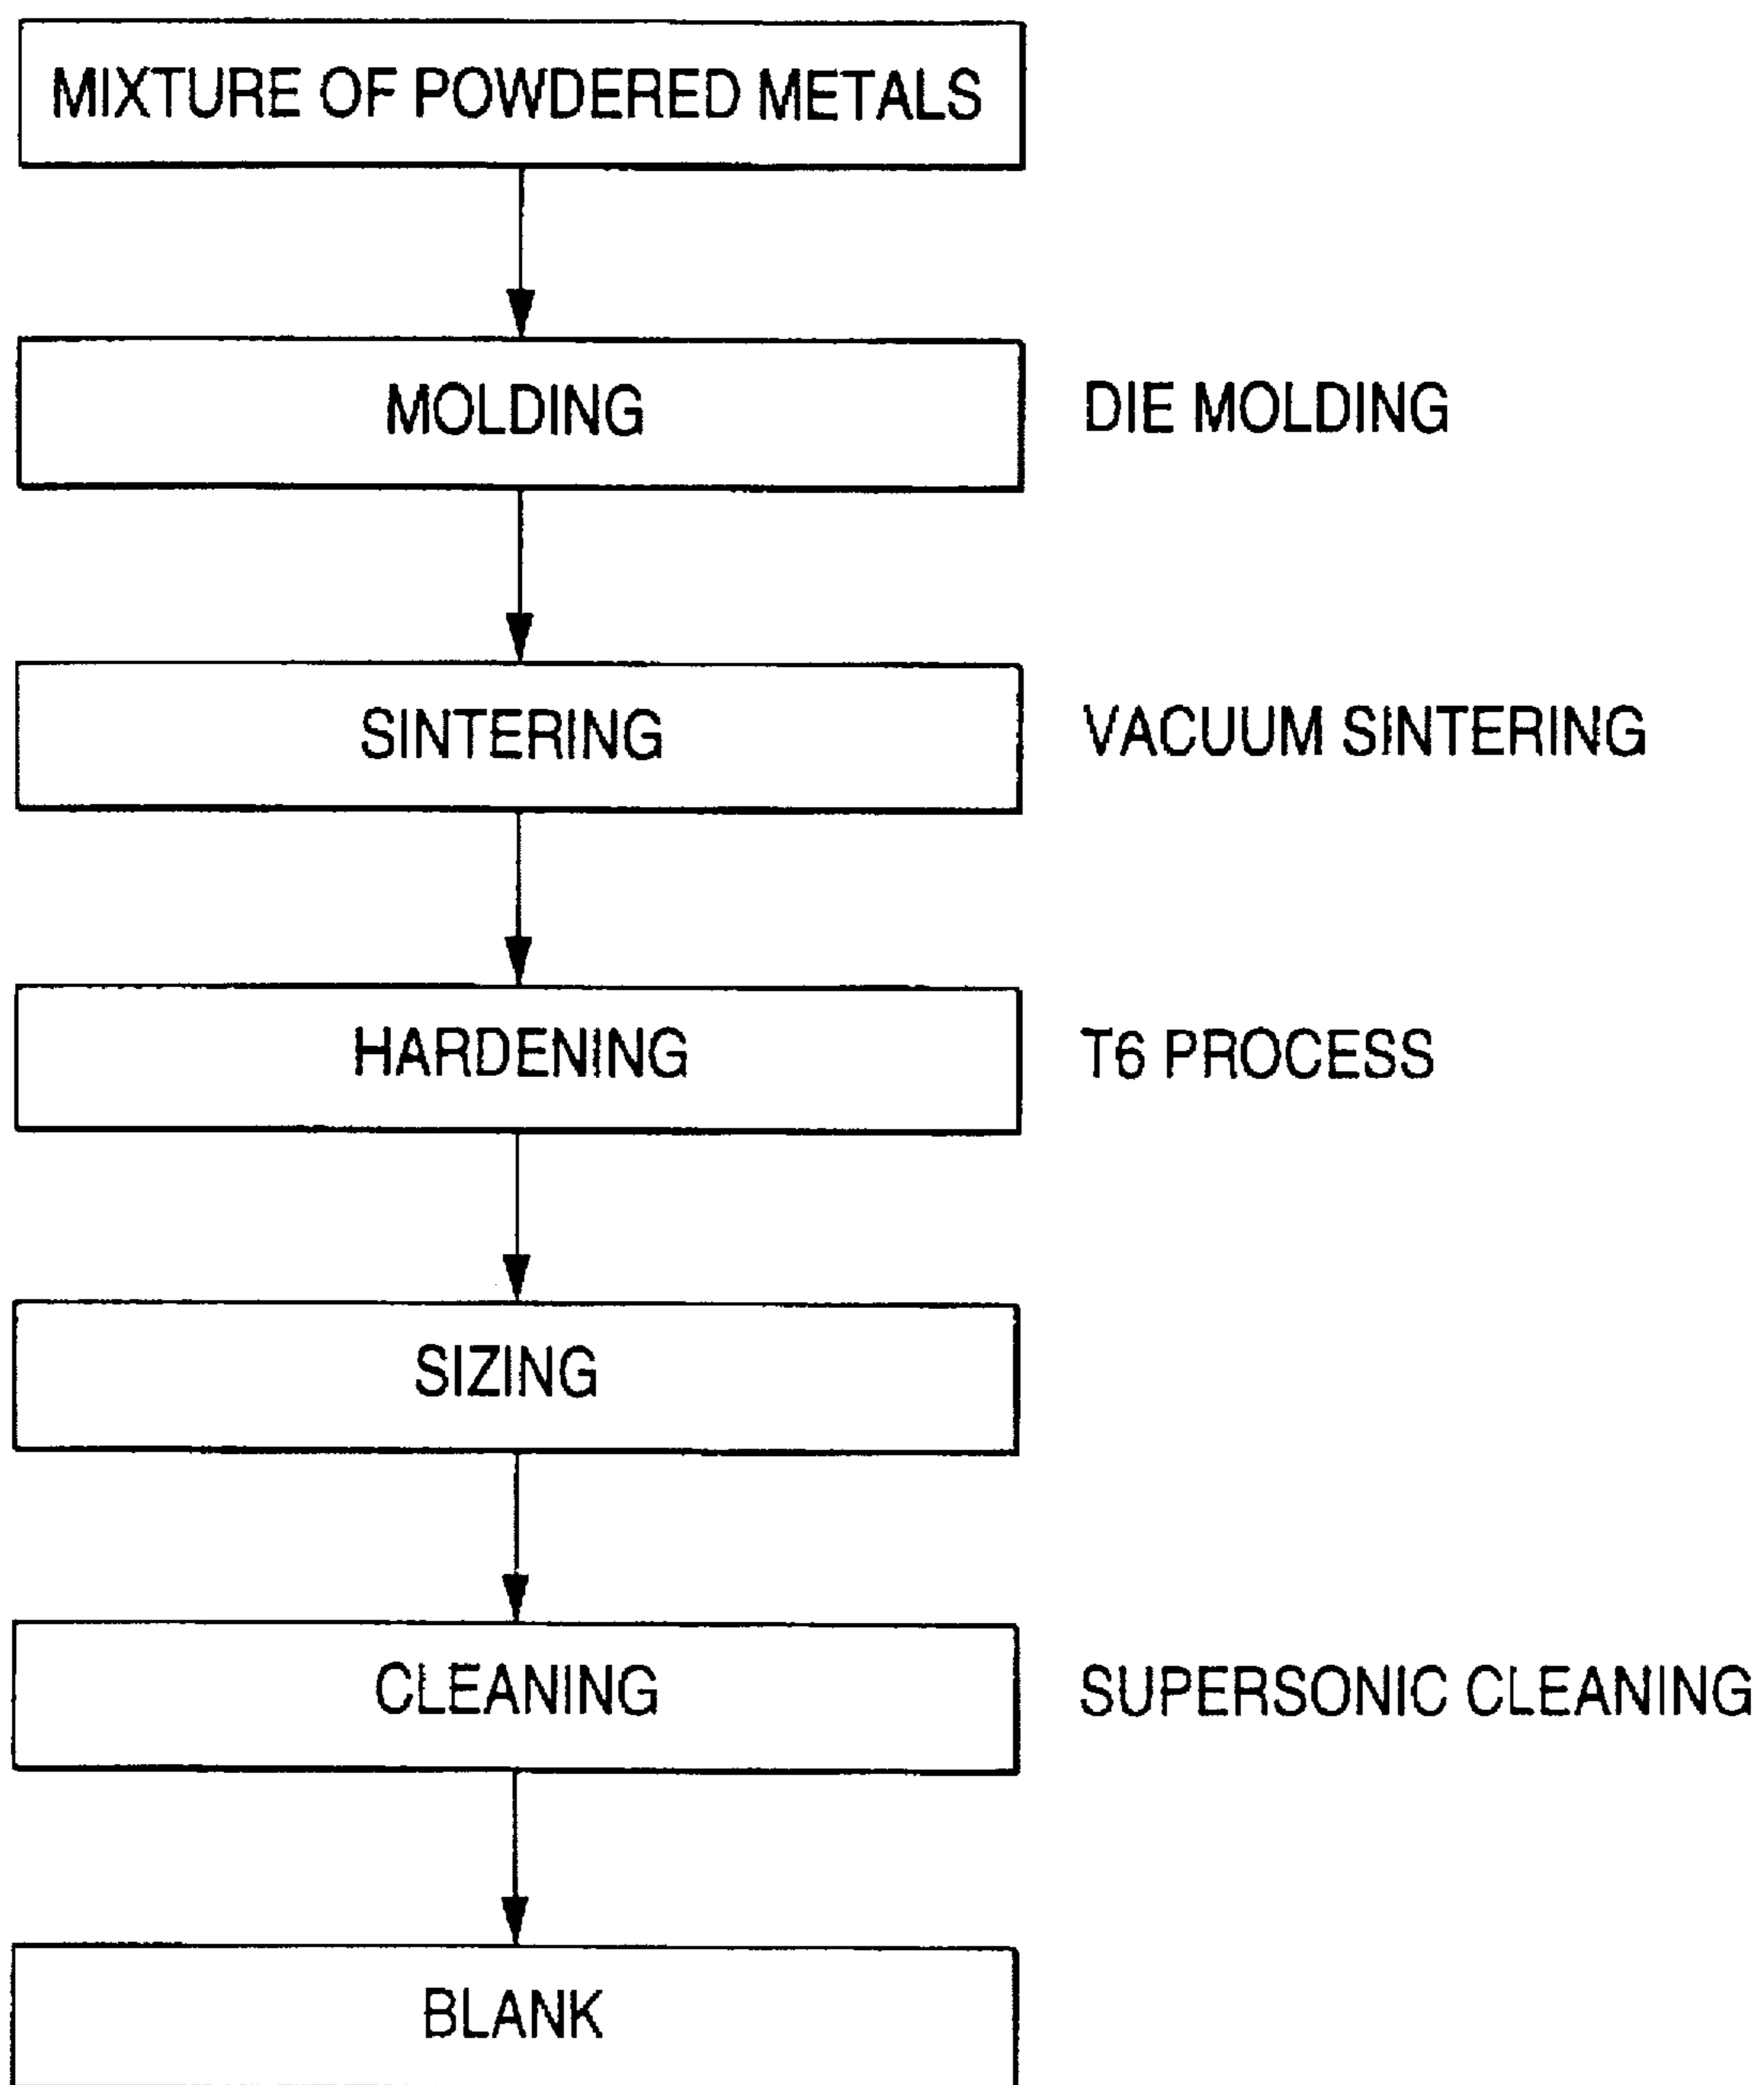 MIXTURE OF POWDERED METALS
MOLDING
DIE MOLDING
SINTERING
VACUUM SINTERING
HARDENING
T6 PROCESS
SIZING
CLEANING
SUPERSONIC CLEANING
BLANK